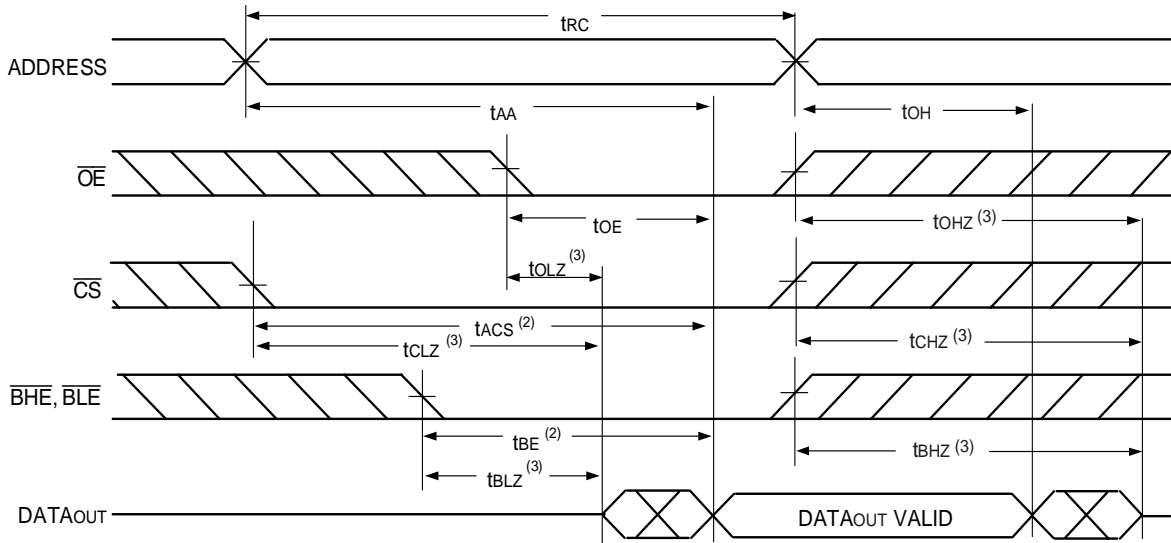 tRC
ADDRESS
tAA
tOH
OE
tOE
tOHZ (3)
tOLZ (3)
CS
tACS (2)
tCLZ (3)
tCHZ (3)
BHE, BLE
tBE (2)
tBHZ (3)
tBLZ (3)
DATAOUT
DATAOUT VALID